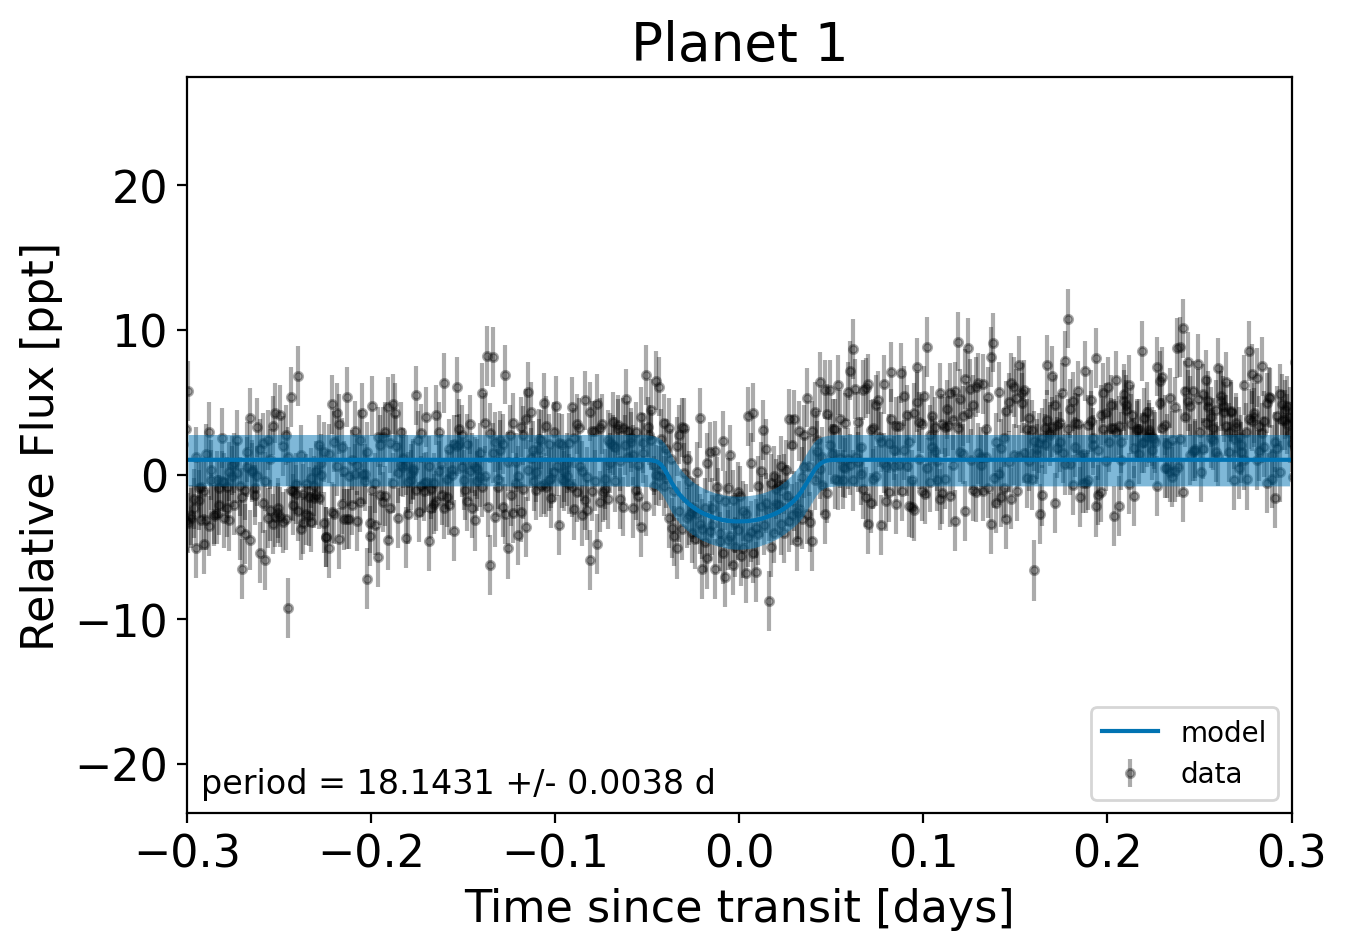 Planet 1
Relative Flux [ppt]
20
10
0
−10
−20
period = 18.1431 +/- 0.0038 d
model
data
−0.3 −0.2 −0.1 0.0 0.1 0.2 0.3
Time since transit [days]